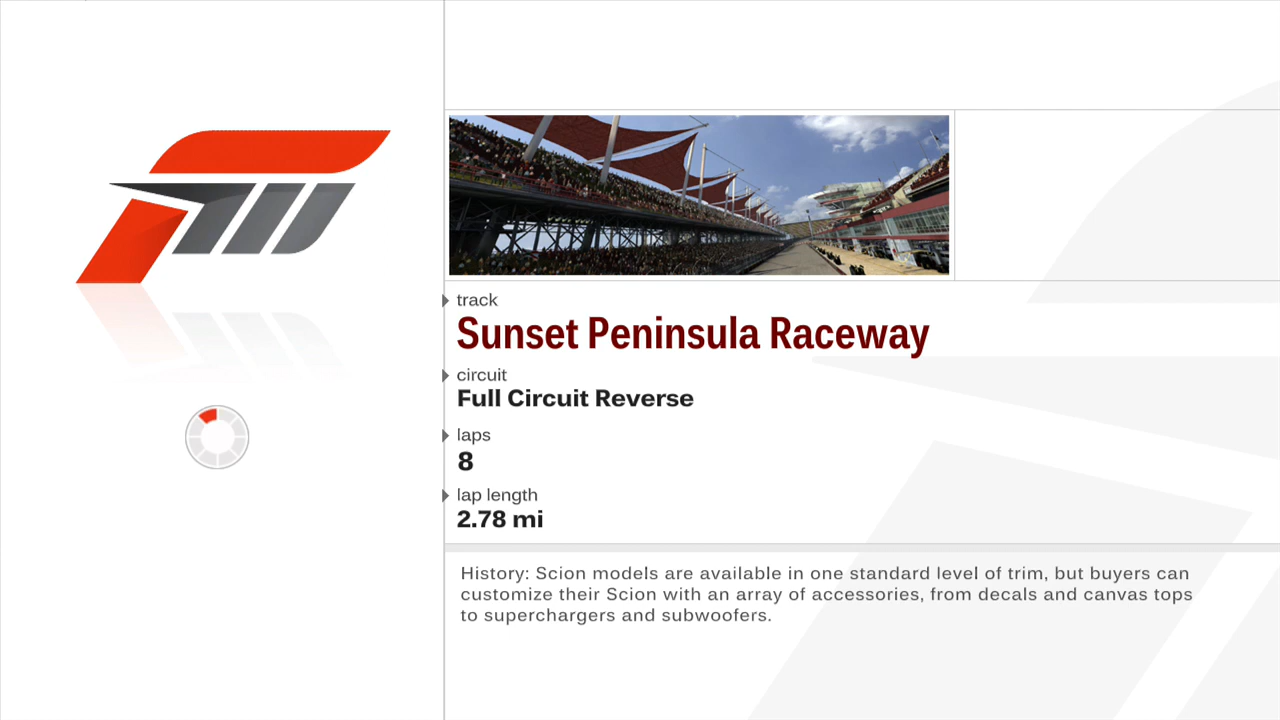 track
Sunset Peninsula Raceway
circuit
Full Circuit Reverse
laps
8
lap length
2.78 mi
History: Scion models are available in one standard level of trim, but buyers can
customize their Scion with an array of accessories, from decals and canvas tops
to superchargers and subwoofers.